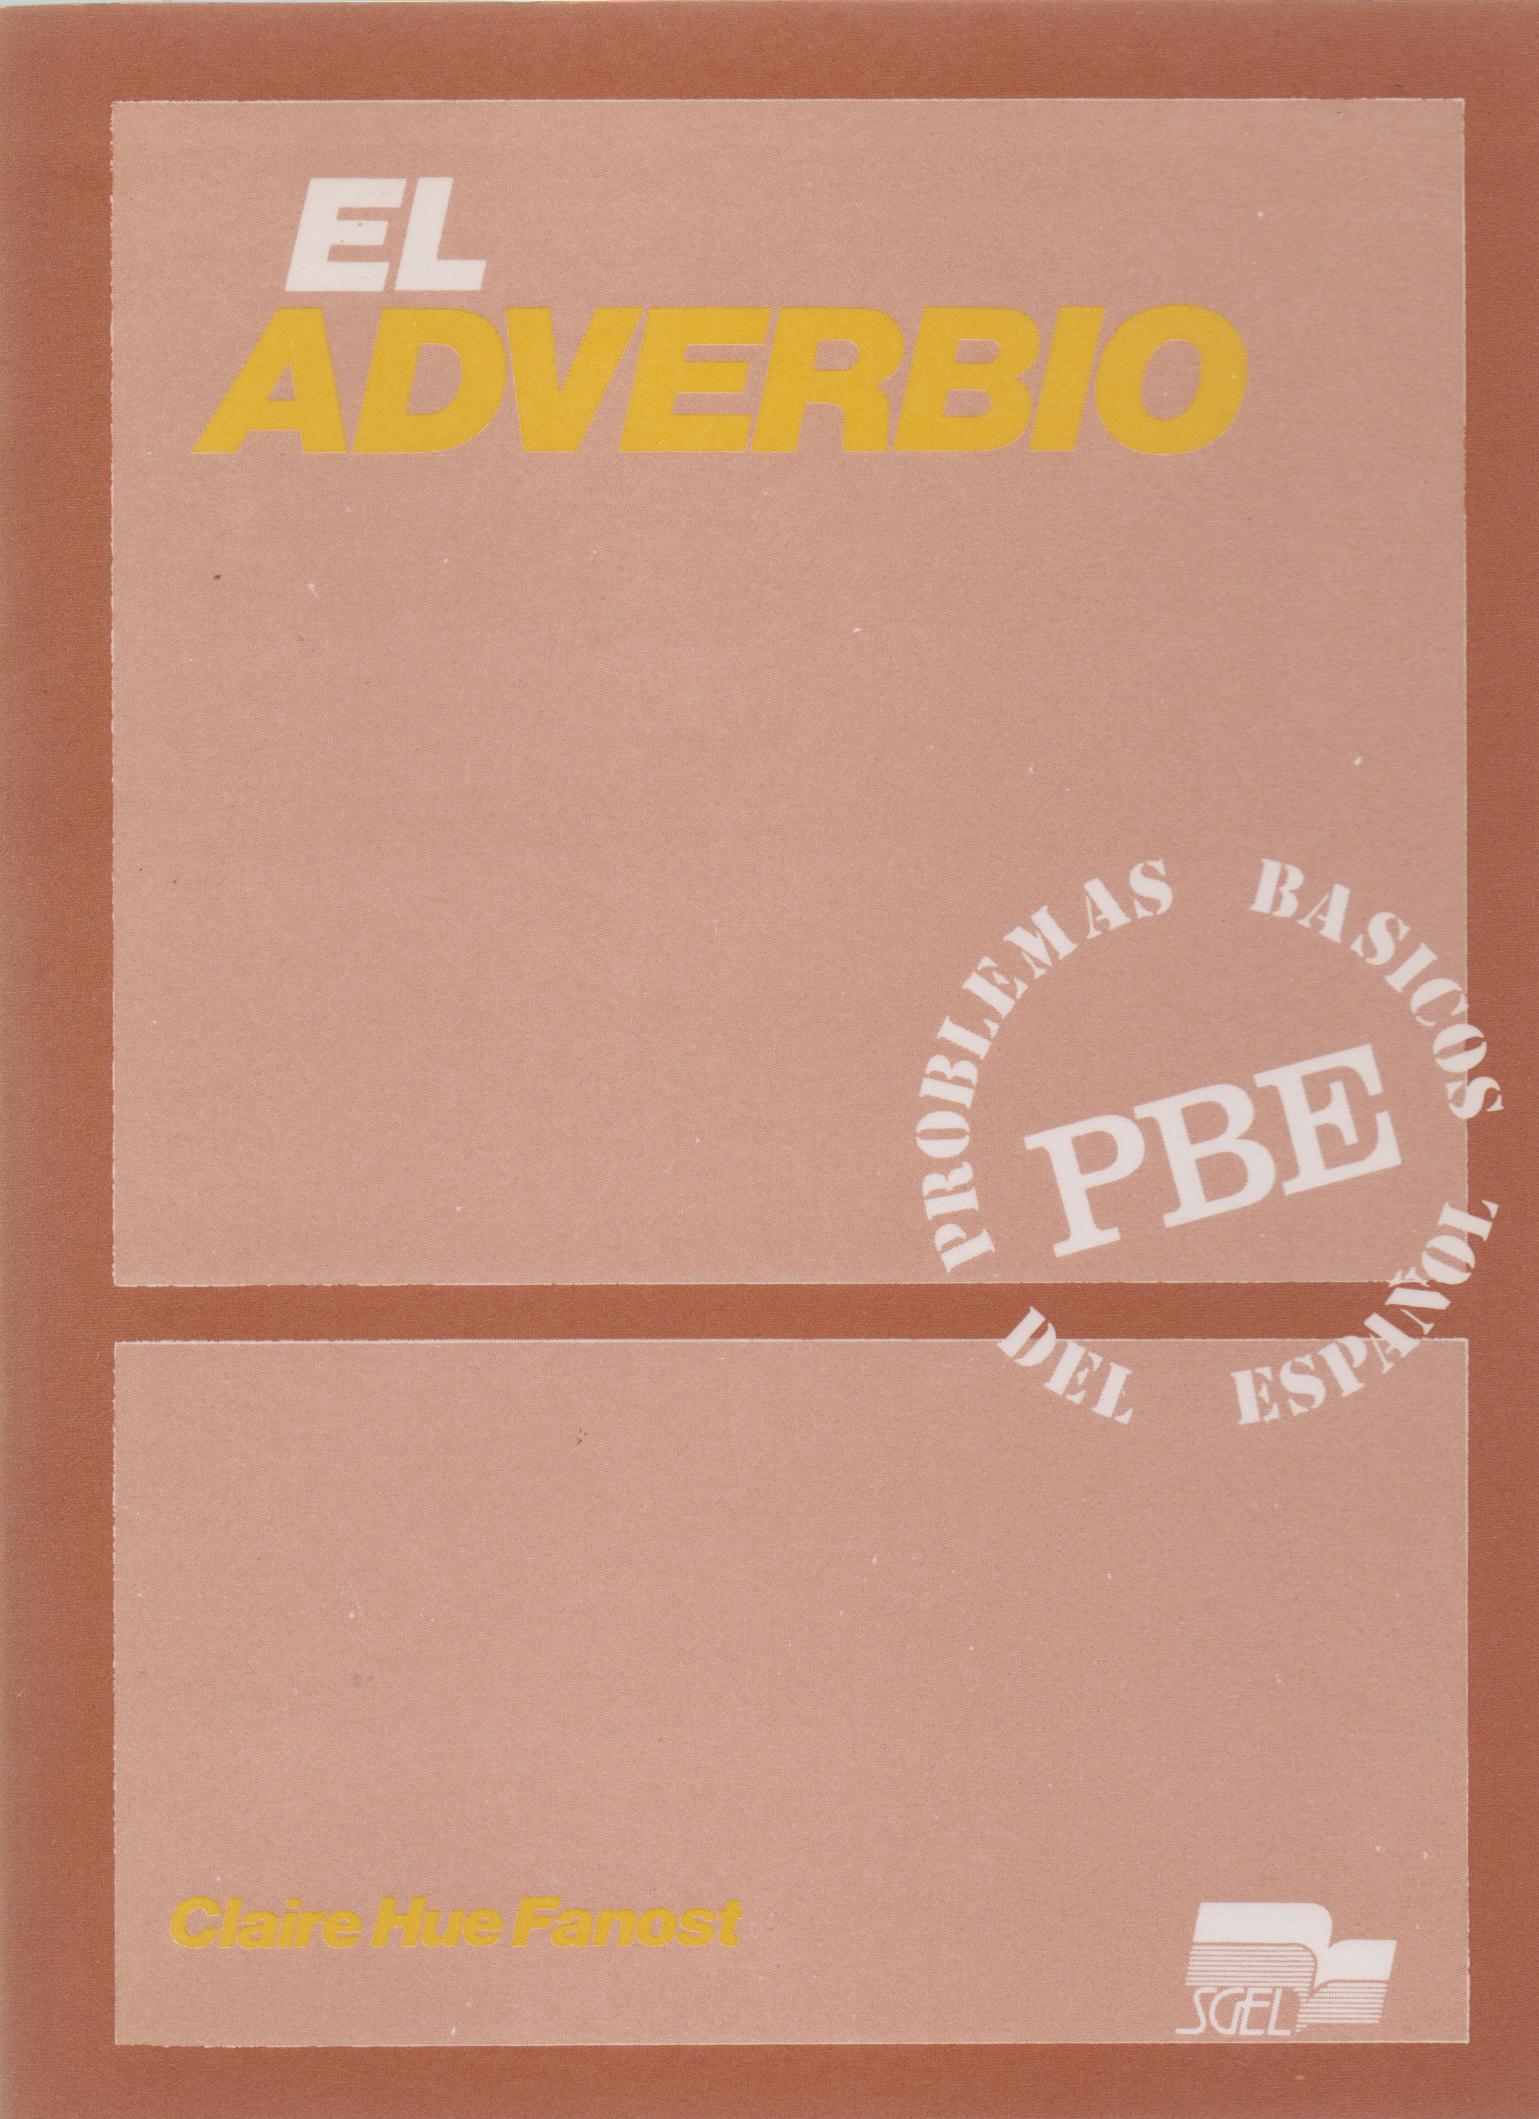 EL
ADVERBIO
PROBLEMAS BASICOS
PBE
DEL ESPAÑOL
Claire Hue Fanost
SGEL